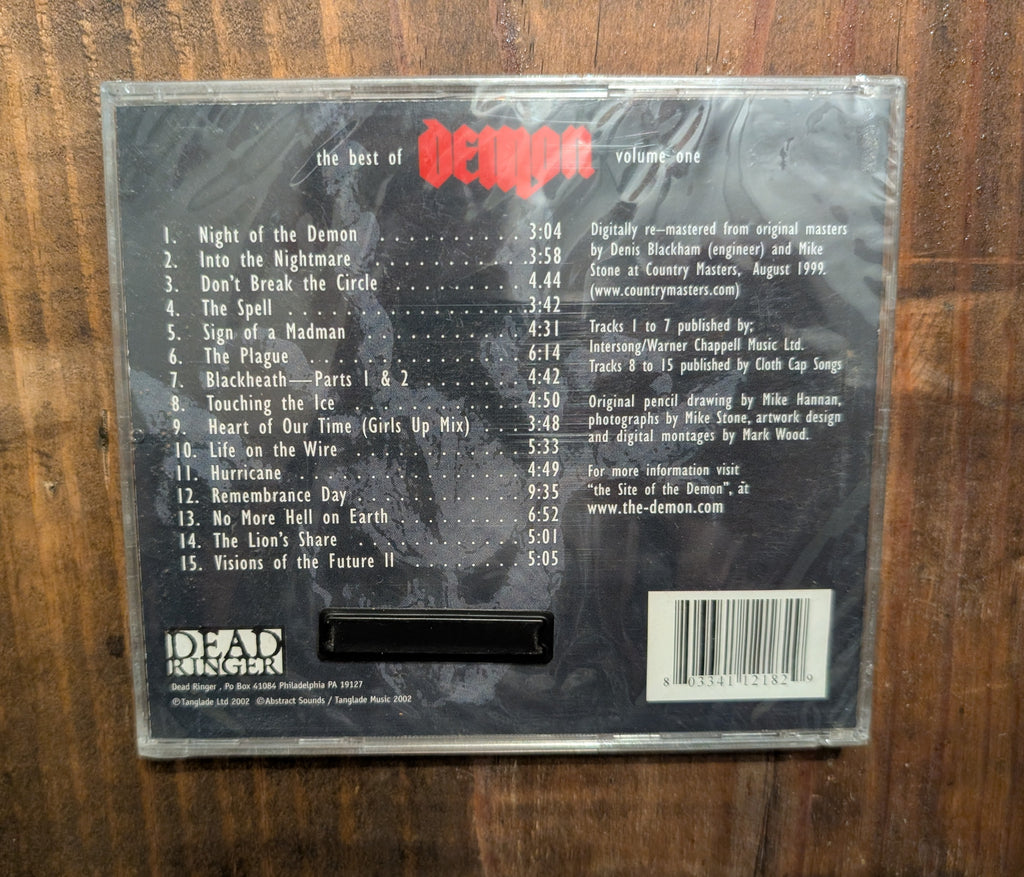 the best of DEMON volume one
1. Night of the Demon . . . . . . . . . . 3:04
2. Into the Nightmare . . . . . . . . . . .3:58
3. Don't Break the Circle . . . . . . . . . 4.44
4. The Spell . . . . . . . . . . . . . . . . .3:42
5. Sign of a Madman . . . . . . . . . . . 4:31
6. The Plague . . . . . . . . . . . . . . . 6:14
7. Blackheath—Parts 1 & 2 . . . . . . . 4:42
8. Touching the Ice . . . . . . . . . . . . 4:50
9. Heart of Our Time (Girls Up Mix) . . . 3:48
10. Life on the Wire . . . . . . . . . . . . 5:33
11. Hurricane . . . . . . . . . . . . . . . . 4:49
12. Remembrance Day . . . . . . . . . . . 9:35
13. No More Hell on Earth . . . . . . . . . 6:52
14. The Lion's Share . . . . . . . . . . . . 5:01
15. Visions of the Future II . . . . . . . . . 5:05
Digitally re–mastered from original masters
by Denis Blackham (engineer) and Mike
Stone at Country Masters, August 1999.
(www.countrymasters.com)
Tracks 1 to 7 published by;
Intersong/Warner Chappell Music Ltd.
Tracks 8 to 15 published by Cloth Cap Songs
Original pencil drawing by Mike Hannan,
photographs by Mike Stone, artwork design
and digital montages by Mark Wood.
For more information visit
"the Site of the Demon", at
www.the-demon.com
DEAD
RINGER
Dead Ringer , Po Box 41084 Philadelphia PA 19127
℗Tanglade Ltd 2002 ©Abstract Sounds / Tanglade Music 2002
8 03341 12182 9